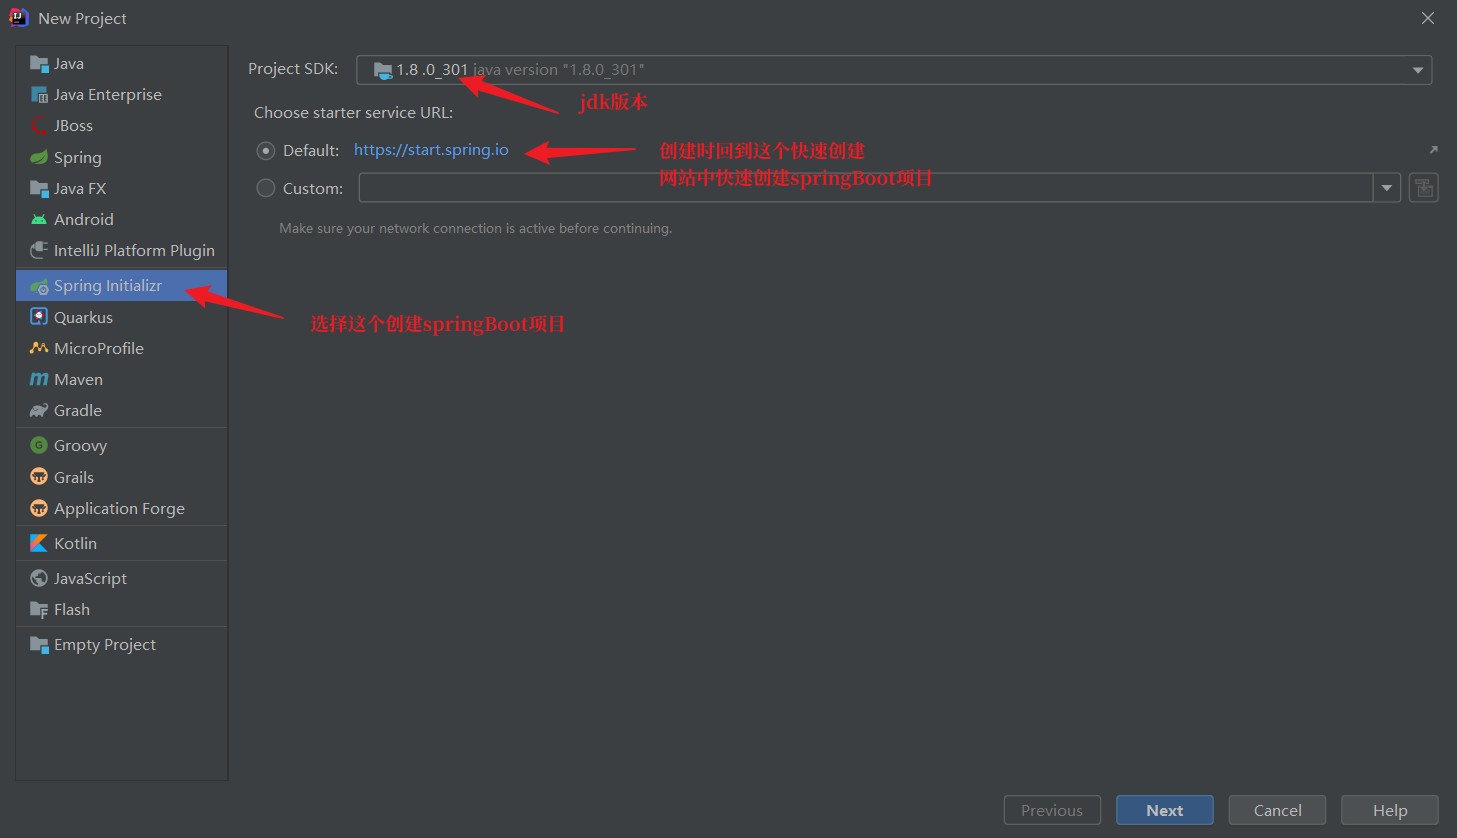 New Project
Java
Java Enterprise
JBoss
Spring
Java FX
Android
IntelliJ Platform Plugin
Spring Initializr
Quarkus
MicroProfile
Maven
Gradle
Groovy
Grails
Application Forge
Kotlin
JavaScript
Flash
Empty Project
Project SDK: 1.8 .0_301 java version "1.8.0_301"
jdk版本
Choose starter service URL:
Default: https://start.spring.io
创建时回到这个快速创建
网站中快速创建springBoot项目
Custom:
Make sure your network connection is active before continuing.
选择这个创建springBoot项目
Previous
Next
Cancel
Help